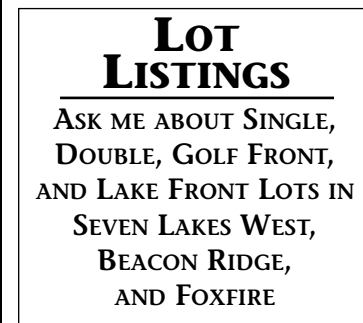 Lot
Listings
Ask me about Single,
Double, Golf Front,
and Lake Front Lots in
Seven Lakes West,
Beacon Ridge,
and Foxfire